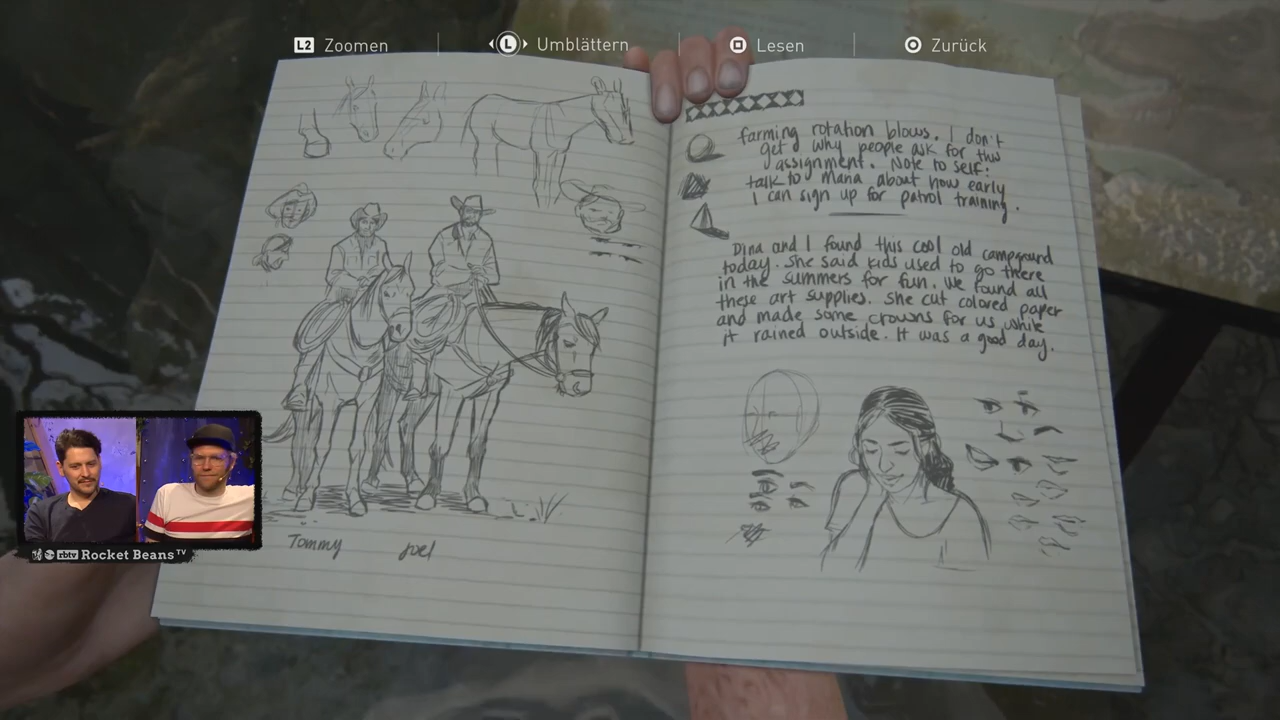 L2 Zoomen
L Umblättern
Lesen
Zurück
farming rotation blows. I don't
get why people ask for this
assignment. Note to self:
talk to Maria about how early
I can sign up for patrol training.
Dina and I found this cool old campground
today. She said kids used to go there
in the summers for fun. We found all
these art supplies. She cut colored paper
and made some crowns for us while
it rained outside. It was a good day.
Tommy Joel
rbtv Rocket Beans TV